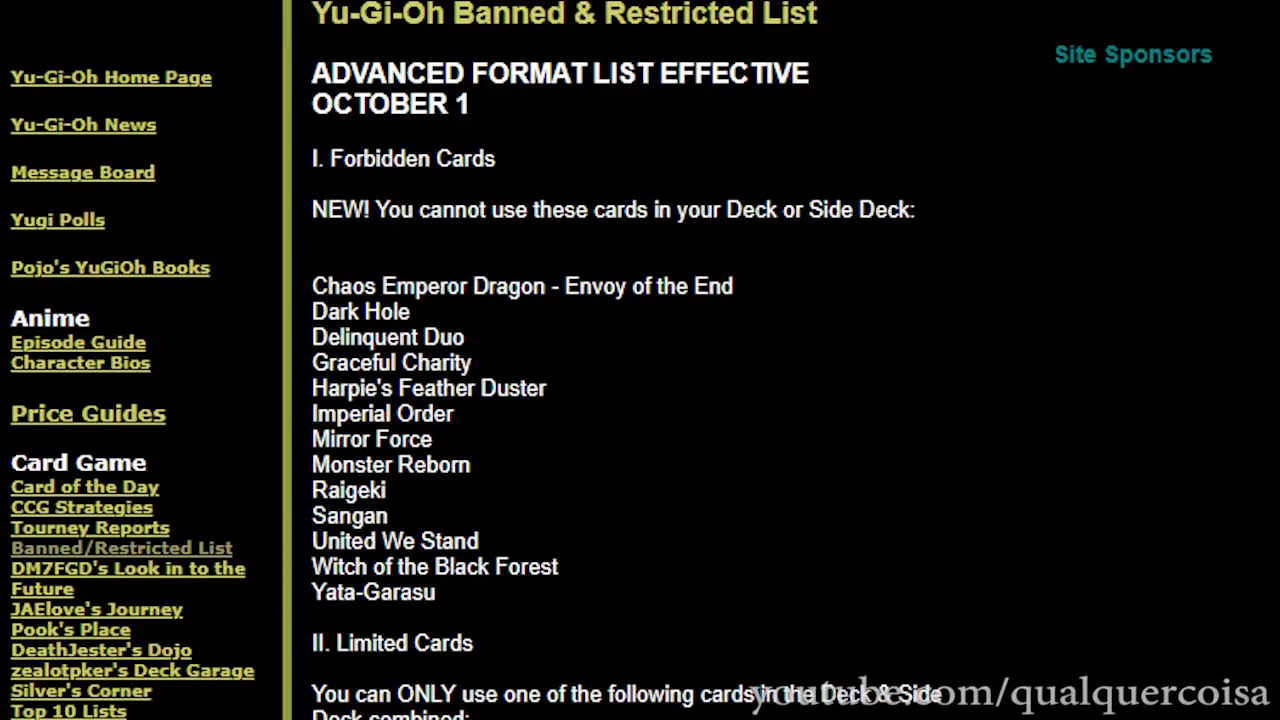 Yu-Gi-Oh Banned & Restricted List
Site Sponsors
ADVANCED FORMAT LIST EFFECTIVE
OCTOBER 1
I. Forbidden Cards
NEW! You cannot use these cards in your Deck or Side Deck:
Chaos Emperor Dragon - Envoy of the End
Dark Hole
Delinquent Duo
Graceful Charity
Harpie's Feather Duster
Imperial Order
Mirror Force
Monster Reborn
Raigeki
Sangan
United We Stand
Witch of the Black Forest
Yata-Garasu
II. Limited Cards
You can ONLY use one of the following cards in the Deck & Side
Deck combined:
Yu-Gi-Oh Home Page
Yu-Gi-Oh News
Message Board
Yugi Polls
Pojo's YuGiOh Books
Anime
Episode Guide
Character Bios
Price Guides
Card Game
Card of the Day
CCG Strategies
Tourney Reports
Banned/Restricted List
DM7FGD's Look in to the
Future
JAElove's Journey
Pook's Place
DeathJester's Dojo
zealotpker's Deck Garage
Silver's Corner
Top 10 Lists
youtube.com/qualquercoisa